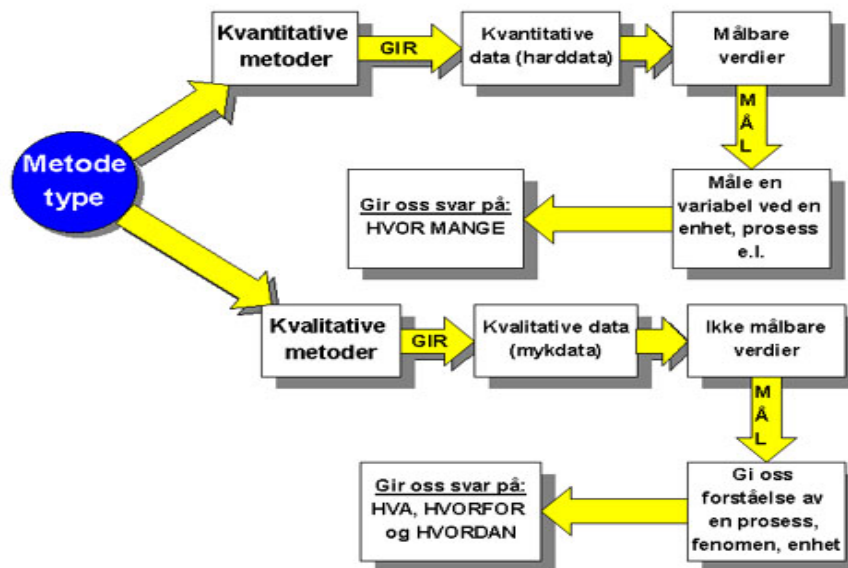 Metode
type
Kvantitative
metoder
GIR
Kvantitative
data (harddata)
Målbare
verdier
MÅL
Måle en
variabel ved en
enhet, prosess
e.l.
Gir oss svar på:
HVOR MANGE
Kvalitative
metoder
GIR
Kvalitative data
(mykdata)
Ikke målbare
verdier
MÅL
Gi oss
forståelse av
en prosess,
fenomen, enhet
Gir oss svar på:
HVA, HVORFOR
og HVORDAN